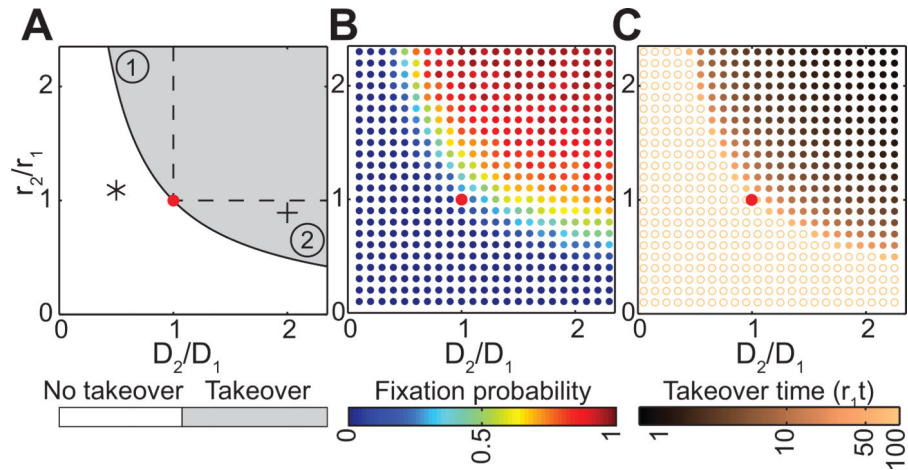 A B C
2 2 2
1
r₂/r₁
1 1 1
2
0 0 0
0 1 2 0 1 2 0 1 2
D₂/D₁ D₂/D₁ D₂/D₁
No takeover Takeover Fixation probability Takeover time (r₁t)
0 0.5 1 1 10 50 100